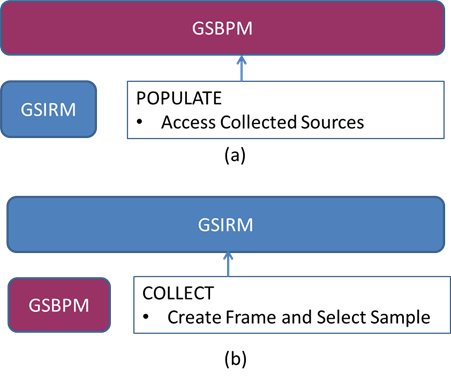 GSBPM
GSIRM
POPULATE
• Access Collected Sources
(a)
GSIRM
GSBPM
COLLECT
• Create Frame and Select Sample
(b)